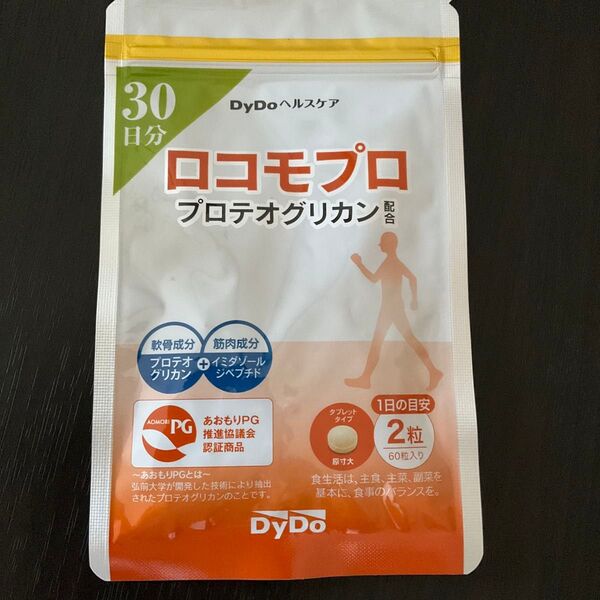 30
日分
DyDoヘルスケア
ロコモプロ
プロテオグリカン配合
軟骨成分
プロテオ
グリカン
+
筋肉成分
イミダゾール
ジペプチド
AOMORI PG
あおもりPG
推進協議会
認証商品
〜あおもりPGとは〜
弘前大学が開発した技術により抽出
されたプロテオグリカンのことです。
タブレット
タイプ
原寸大
1日の目安
2粒
60粒入り
食生活は、主食、主菜、副菜を
基本に、食事のバランスを。
DyDo